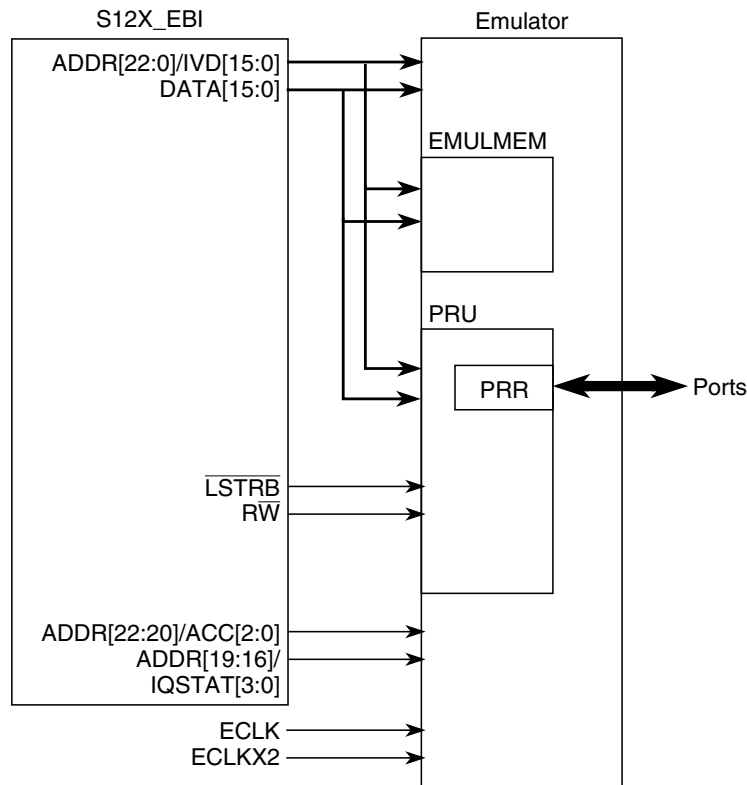 S12X_EBI
Emulator
ADDR[22:0]/IVD[15:0]
DATA[15:0]
EMULMEM
PRU
PRR
Ports
L̅S̅T̅R̅B̅
RW̅
ADDR[22:20]/ACC[2:0]
ADDR[19:16]/
IQSTAT[3:0]
ECLK
ECLKX2